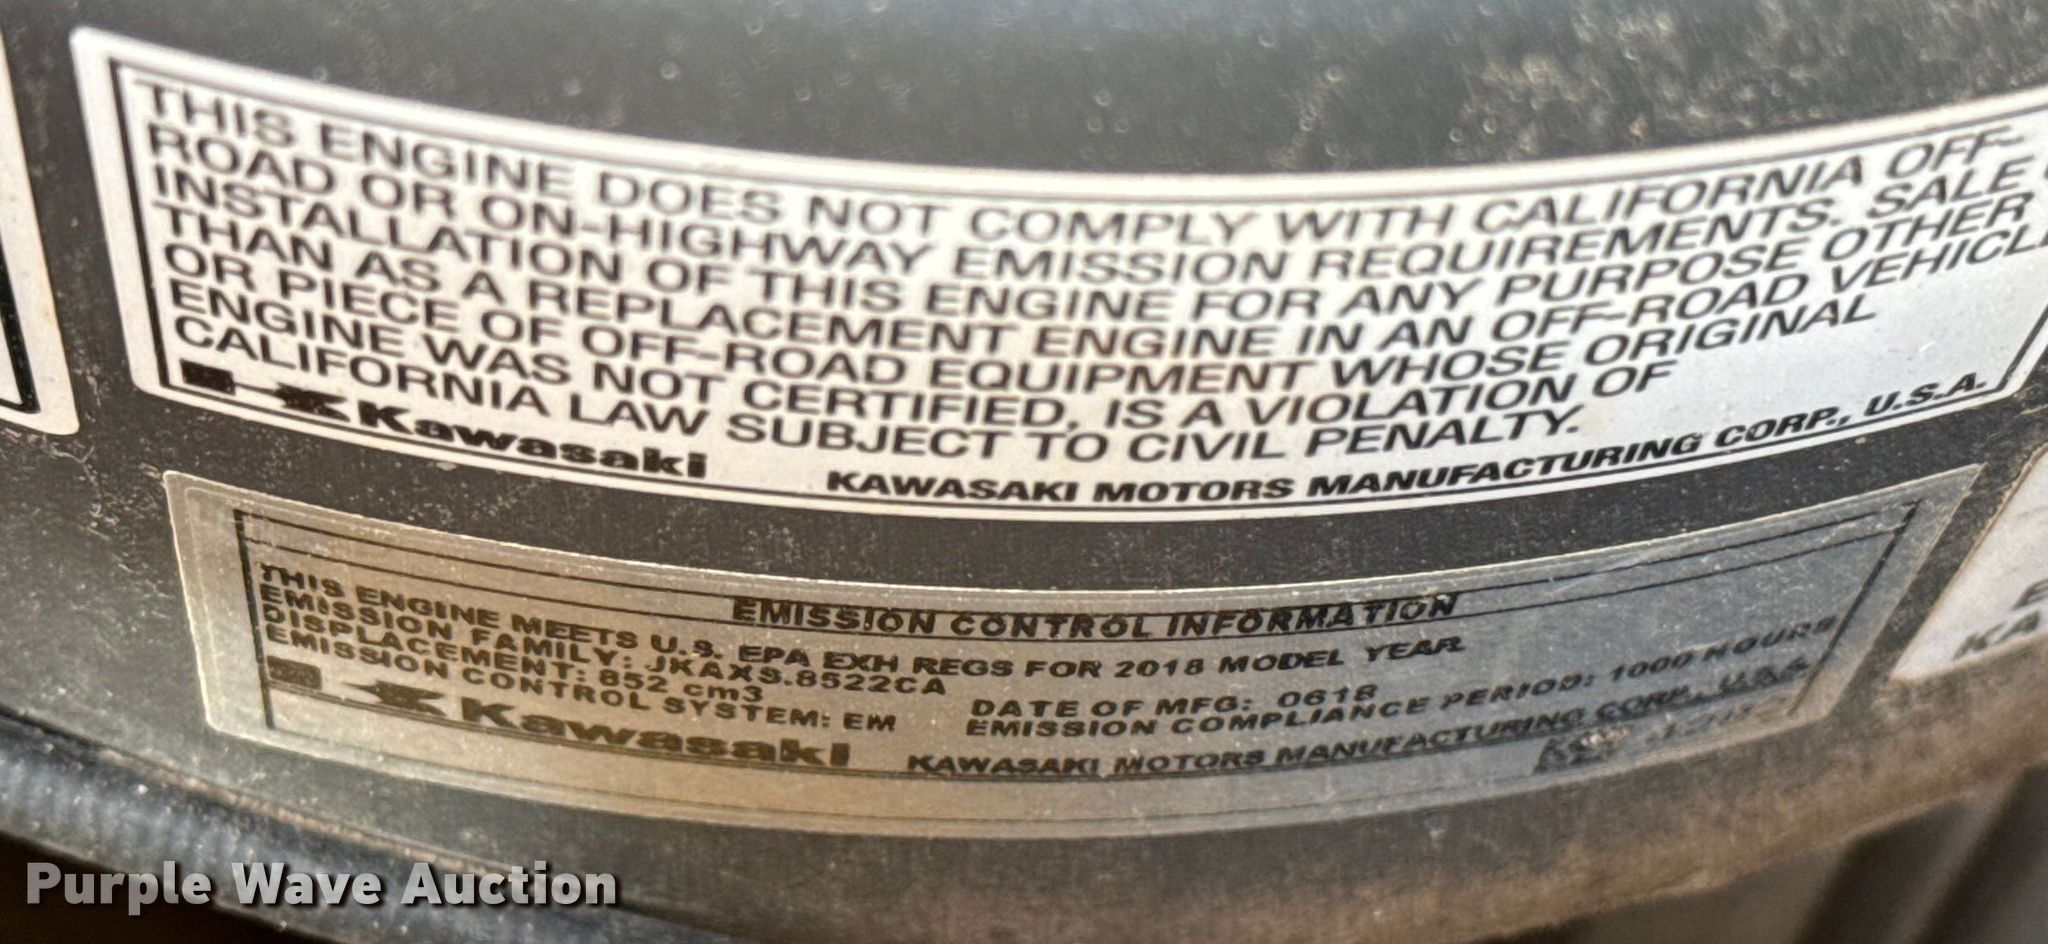 THIS ENGINE DOES NOT COMPLY WITH CALIFORNIA OFF-
ROAD OR ON-HIGHWAY EMISSION REQUIREMENTS. SALE
INSTALLATION OF THIS ENGINE FOR ANY PURPOSE OTHER
THAN AS A REPLACEMENT ENGINE IN AN OFF-ROAD VEHICL
OR PIECE OF OFF-ROAD EQUIPMENT WHOSE ORIGINAL
ENGINE WAS NOT CERTIFIED, IS A VIOLATION OF
CALIFORNIA LAW SUBJECT TO CIVIL PENALTY.
Kawasaki KAWASAKI MOTORS MANUFACTURING CORP., U.S.A.
EMISSION CONTROL INFORMATION
THIS ENGINE MEETS U.S. EPA EXH REGS FOR 2018 MODEL YEAR
EMISSION FAMILY: JKAXS.8522CA
DISPLACEMENT: 852 cm3 DATE OF MFG: 0618
EMISSION CONTROL SYSTEM: EM EMISSION COMPLIANCE PERIOD: 1000 HOURS
Kawasaki KAWASAKI MOTORS MANUFACTURING CORP., U.S.A.
KA
Purple Wave Auction